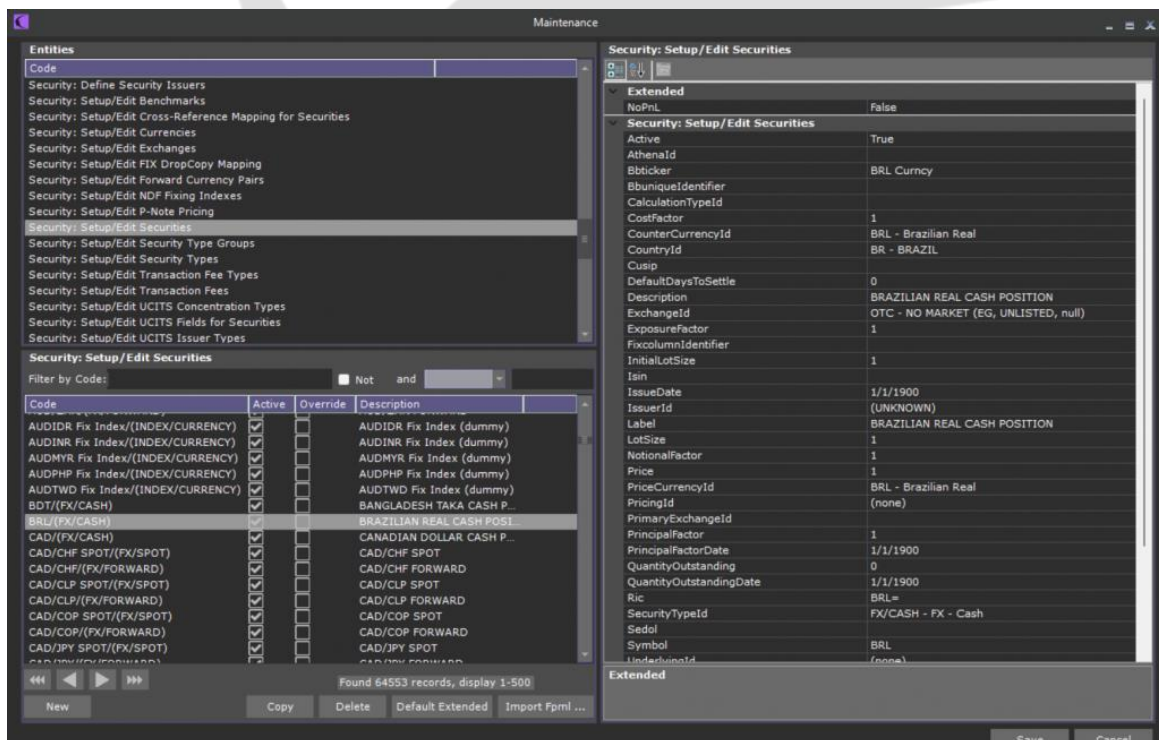 Maintenance
Entities
Code
Security: Define Security Issuers
Security: Setup/Edit Benchmarks
Security: Setup/Edit Cross-Reference Mapping for Securities
Security: Setup/Edit Currencies
Security: Setup/Edit Exchanges
Security: Setup/Edit FIX DropCopy Mapping
Security: Setup/Edit Forward Currency Pairs
Security: Setup/Edit NDF Fixing Indexes
Security: Setup/Edit P-Note Pricing
Security: Setup/Edit Securities
Security: Setup/Edit Security Type Groups
Security: Setup/Edit Security Types
Security: Setup/Edit Transaction Fee Types
Security: Setup/Edit Transaction Fees
Security: Setup/Edit UCITS Concentration Types
Security: Setup/Edit UCITS Fields for Securities
Security: Setup/Edit UCITS Issuer Types
Security: Setup/Edit Securities
Filter by Code: Not and
Code Active Override Description
AUDIDR Fix Index/(INDEX/CURRENCY) AUDIDR Fix Index (dummy)
AUDINR Fix Index/(INDEX/CURRENCY) AUDINR Fix Index (dummy)
AUDMYR Fix Index/(INDEX/CURRENCY) AUDMYR Fix Index (dummy)
AUDPHP Fix Index/(INDEX/CURRENCY) AUDPHP Fix Index (dummy)
AUDTWD Fix Index/(INDEX/CURRENCY) AUDTWD Fix Index (dummy)
BDT/(FX/CASH) BANGLADESH TAKA CASH P...
BRL/(FX/CASH) BRAZILIAN REAL CASH POSI...
CAD/(FX/CASH) CANADIAN DOLLAR CASH P...
CAD/CHF SPOT/(FX/SPOT) CAD/CHF SPOT
CAD/CHF/(FX/FORWARD) CAD/CHF FORWARD
CAD/CLP SPOT/(FX/SPOT) CAD/CLP SPOT
CAD/CLP/(FX/FORWARD) CAD/CLP FORWARD
CAD/COP SPOT/(FX/SPOT) CAD/COP SPOT
CAD/COP/(FX/FORWARD) CAD/COP FORWARD
CAD/JPY SPOT/(FX/SPOT) CAD/JPY SPOT
CAD/JPY/(FX/FORWARD) CAD/JPY FORWARD
Found 64553 records, display 1-500
New Copy Delete Default Extended Import Fpml ...
Security: Setup/Edit Securities
Extended
NoPnL False
Security: Setup/Edit Securities
Active True
AthenaId
Bbticker BRL Curncy
BbuniqueIdentifier
CalculationTypeId
CostFactor 1
CounterCurrencyId BRL - Brazilian Real
CountryId BR - BRAZIL
Cusip
DefaultDaysToSettle 0
Description BRAZILIAN REAL CASH POSITION
ExchangeId OTC - NO MARKET (EG, UNLISTED, null)
ExposureFactor 1
FixcolumnIdentifier
InitialLotSize 1
Isin
IssueDate 1/1/1900
IssuerId (UNKNOWN)
Label BRAZILIAN REAL CASH POSITION
LotSize 1
NotionalFactor 1
Price 1
PriceCurrencyId BRL - Brazilian Real
PricingId (none)
PrimaryExchangeId
PrincipalFactor 1
PrincipalFactorDate 1/1/1900
QuantityOutstanding 0
QuantityOutstandingDate 1/1/1900
Ric BRL=
SecurityTypeId FX/CASH - FX - Cash
Sedol
Symbol BRL
UnderlyingId (none)
Extended
Save Cancel